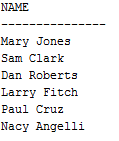 NAME
---------------
Mary Jones
Sam Clark
Dan Roberts
Larry Fitch
Paul Cruz
Nacy Angelli